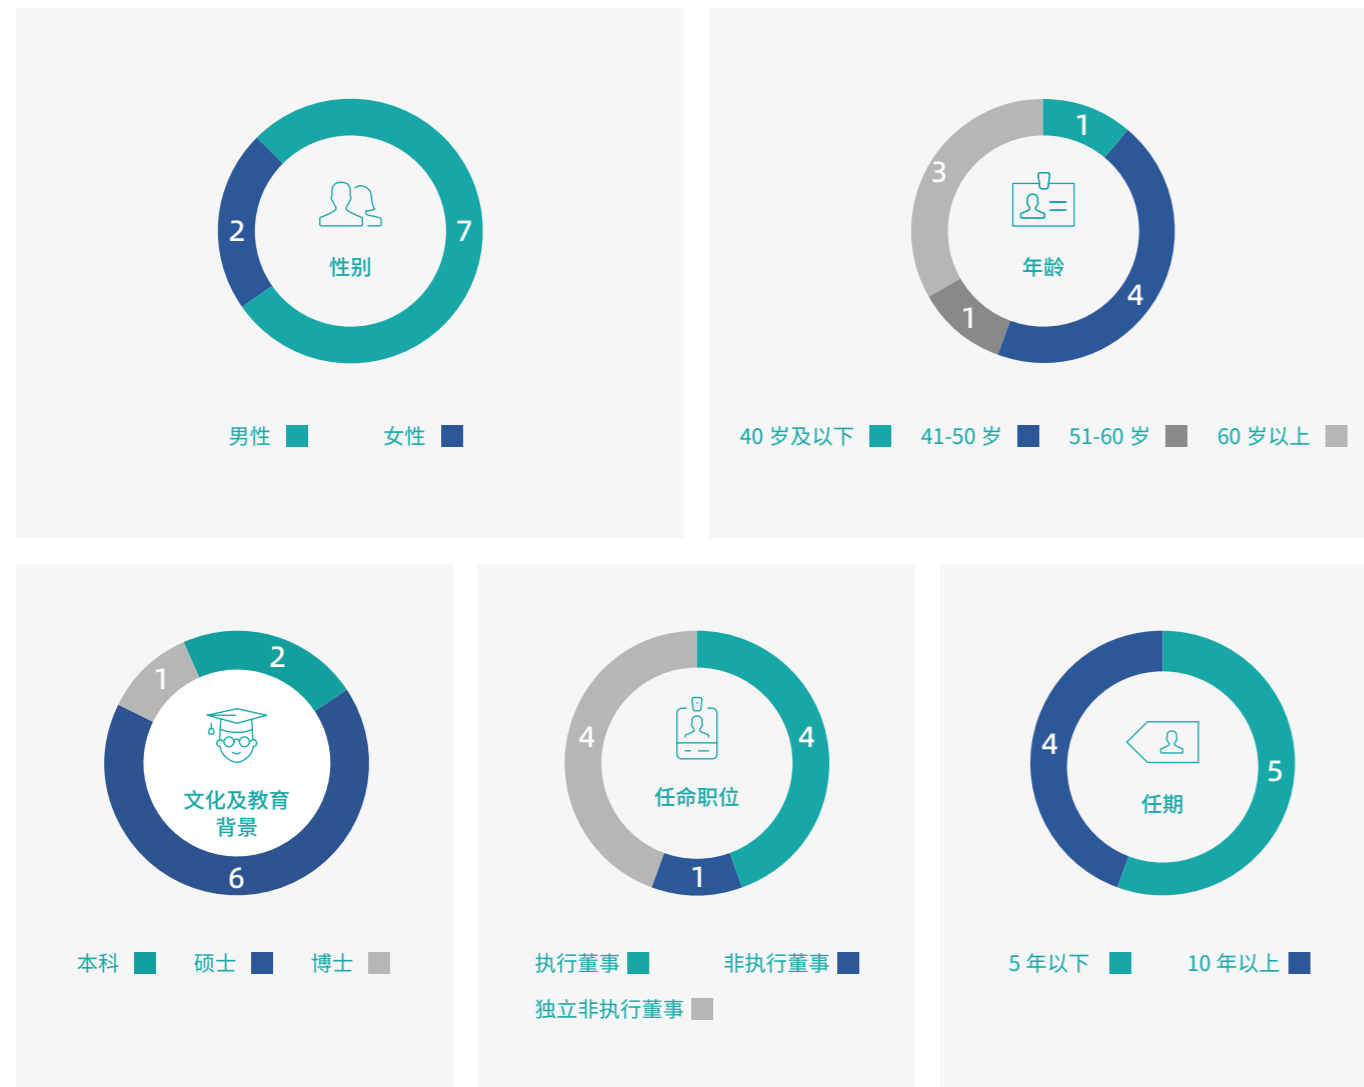 2
7
性别
男性
女性
1
3
4
1
年龄
40 岁及以下
41-50 岁
51-60 岁
60 岁以上
2
1
6
文化及教育
背景
本科
硕士
博士
4
4
1
任命职位
执行董事
非执行董事
独立非执行董事
4
5
任期
5 年以下
10 年以上